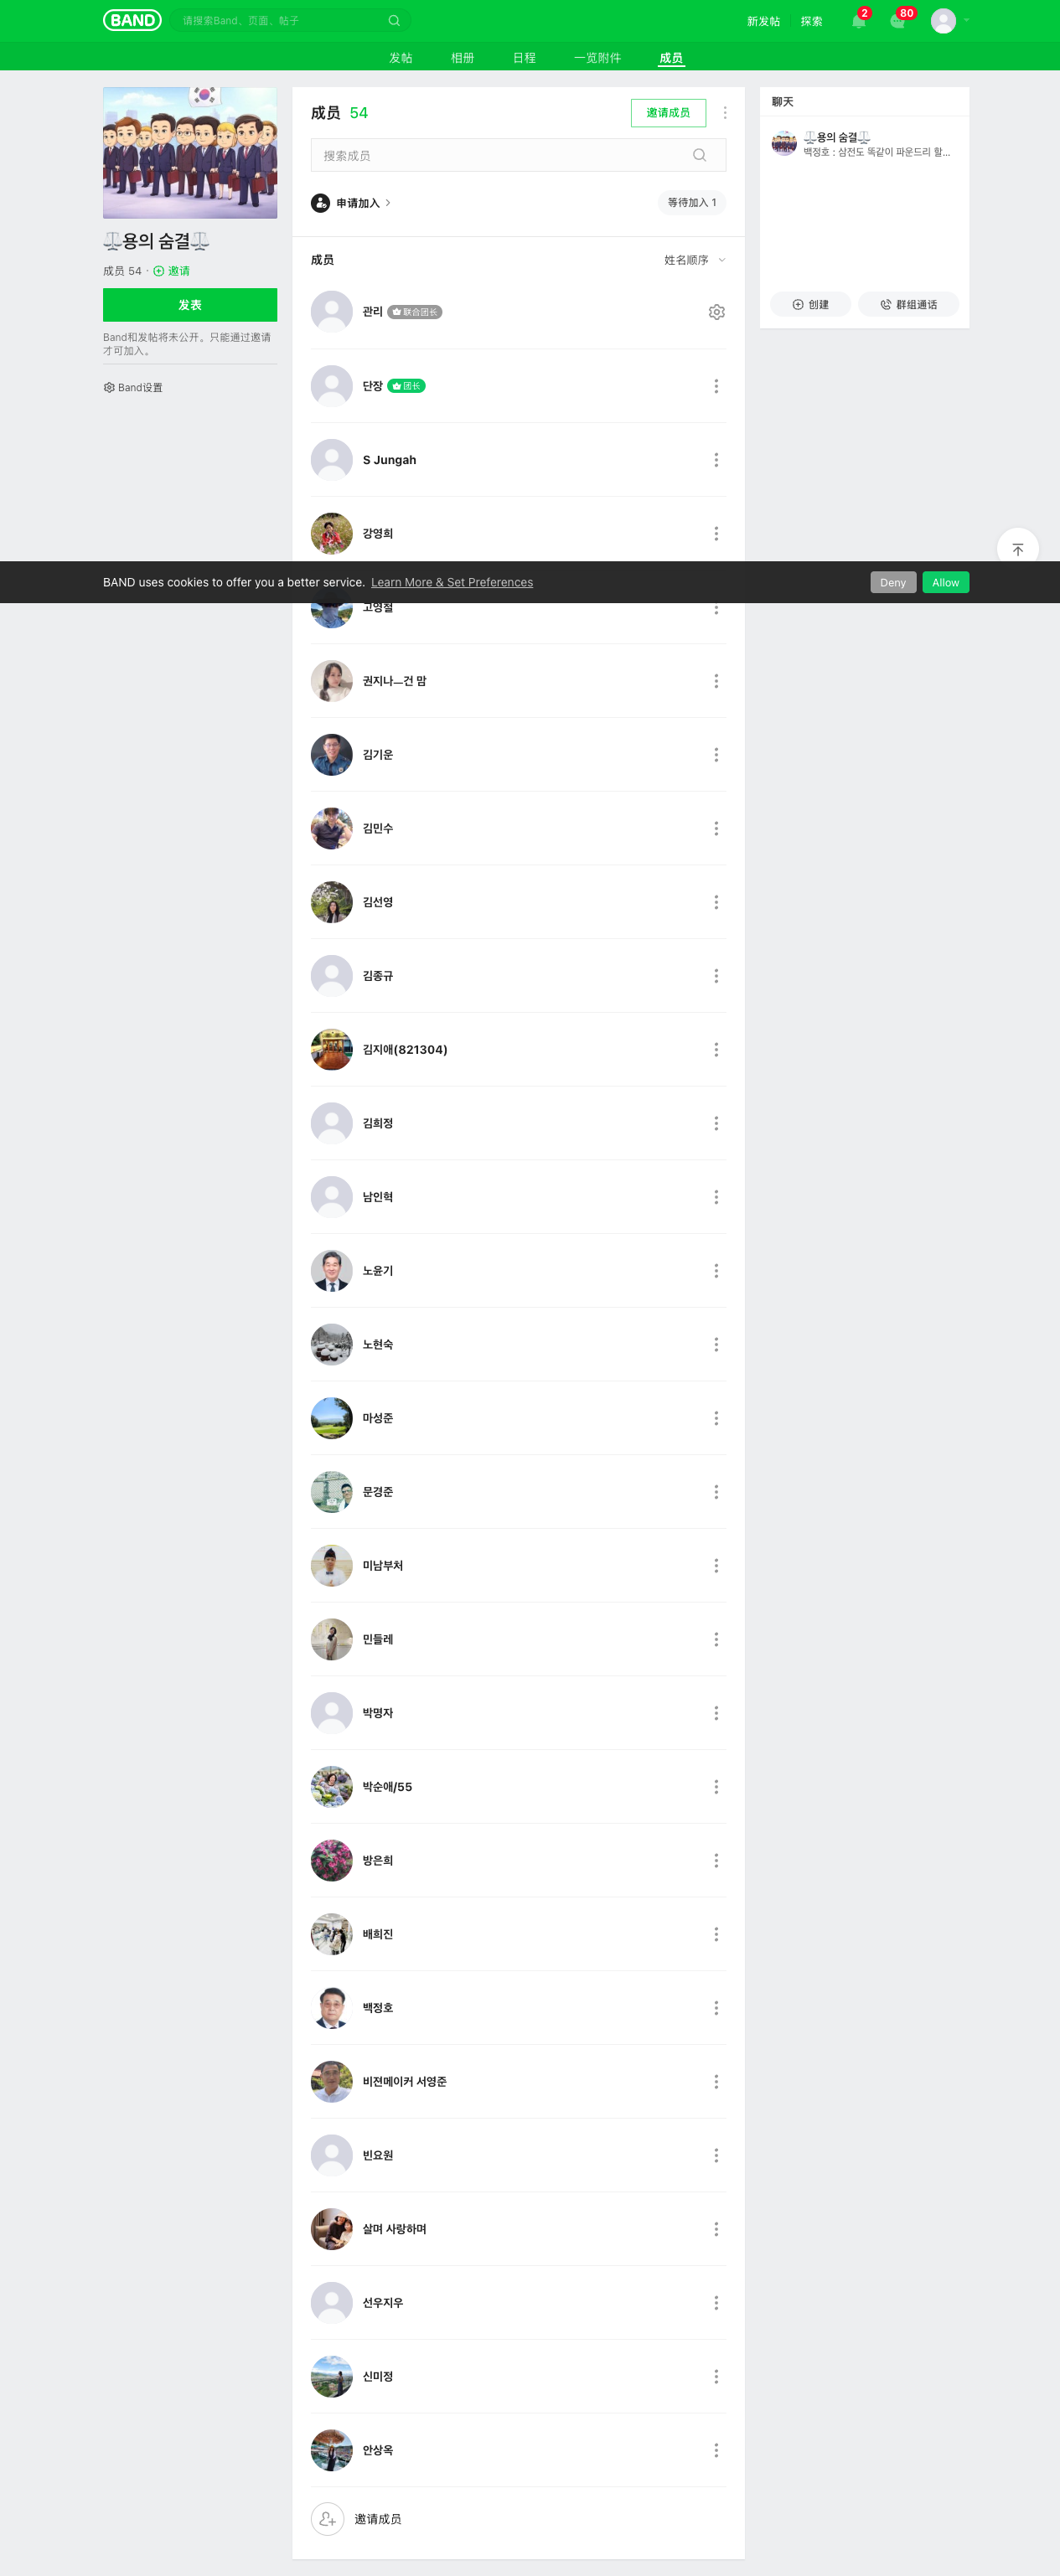 BAND
请搜索Band、页面、帖子
新发帖
探索
2
80
发帖
相册
日程
一览附件
成员
⚖️용의 숨결⚖️
成员 54 · 邀请
发表
Band和发帖将未公开。只能通过邀请
才可加入。
Band设置
成员 54
邀请成员
搜索成员
申请加入
等待加入 1
成员
姓名顺序
관리 联合团长
단장 团长
S Jungah
강영희
고영철
권지나ㅡ건 맘
김기운
김민수
김선영
김종규
김지애(821304)
김희정
남인혁
노윤기
노현숙
마성준
문경준
미남부처
민들레
박명자
박순애/55
방은희
배희진
백정호
비젼메이커 서영준
빈요원
살며 사랑하며
선우지우
신미정
안상옥
邀请成员
聊天
⚖️용의 숨결⚖️
백정호 : 삼전도 똑같이 파운드리 할...
创建
群组通话
BAND uses cookies to offer you a better service. Learn More & Set Preferences
Deny
Allow